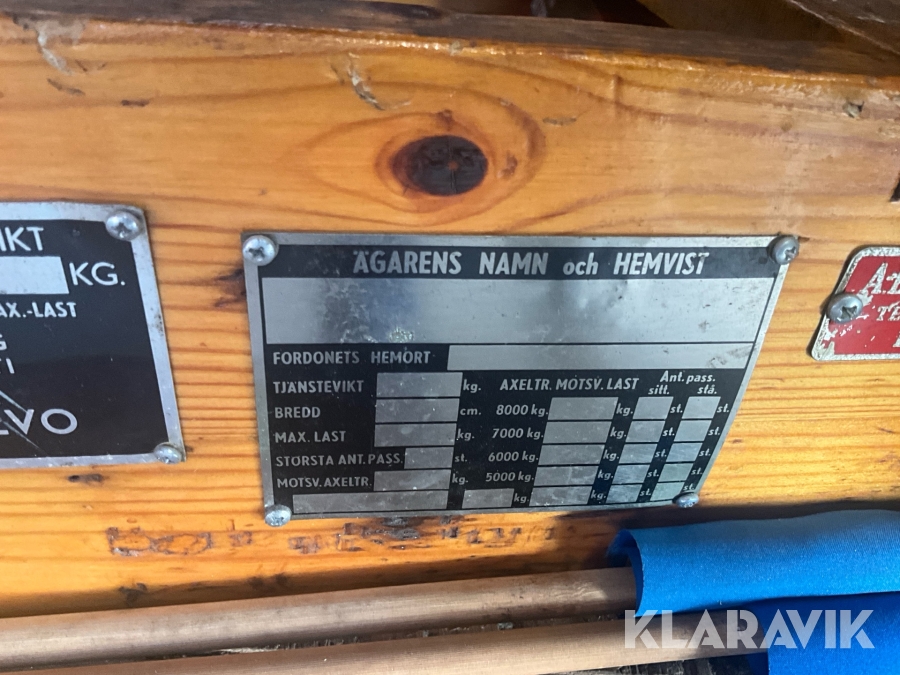 IKT
KG.
AX.-LAST
G
LVO
ÄGARENS NAMN och HEMVIST
FORDONETS HEMORT
TJÄNSTEVIKT kg. AXELTR. MOTSV. LAST Ant. pass. sitt. stå.
BREDD cm. 8000 kg. kg. st. st.
MAX. LAST kg. 7000 kg. kg. st. st.
STÖRSTA ANT. PASS. st. 6000 kg. kg. st. st.
MOTSV. AXELTR. kg. 5000 kg. kg. st. st.
kg. kg. st. st.
KLARAVIK